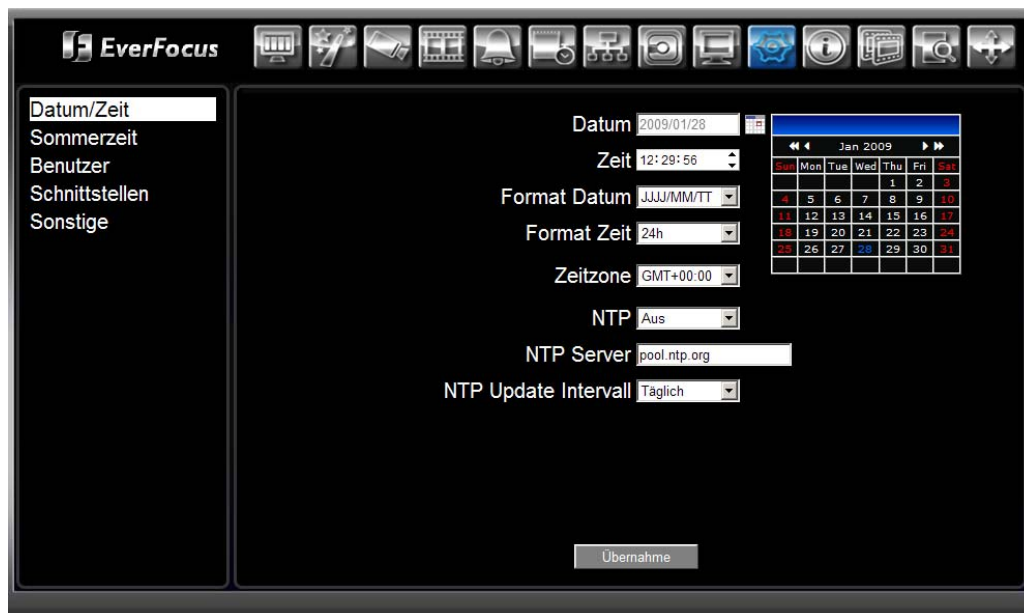 EverFocus
Datum/Zeit
Sommerzeit
Benutzer
Schnittstellen
Sonstige
Datum 2009/01/28
Zeit 12:29:56
Format Datum JJJJ/MM/TT
Format Zeit 24h
Zeitzone GMT+00:00
NTP Aus
NTP Server pool.ntp.org
NTP Update Intervall Täglich
Jan 2009
Sun Mon Tue Wed Thu Fri Sat
1 2 3
4 5 6 7 8 9 10
11 12 13 14 15 16 17
18 19 20 21 22 23 24
25 26 27 28 29 30 31
Übernahme